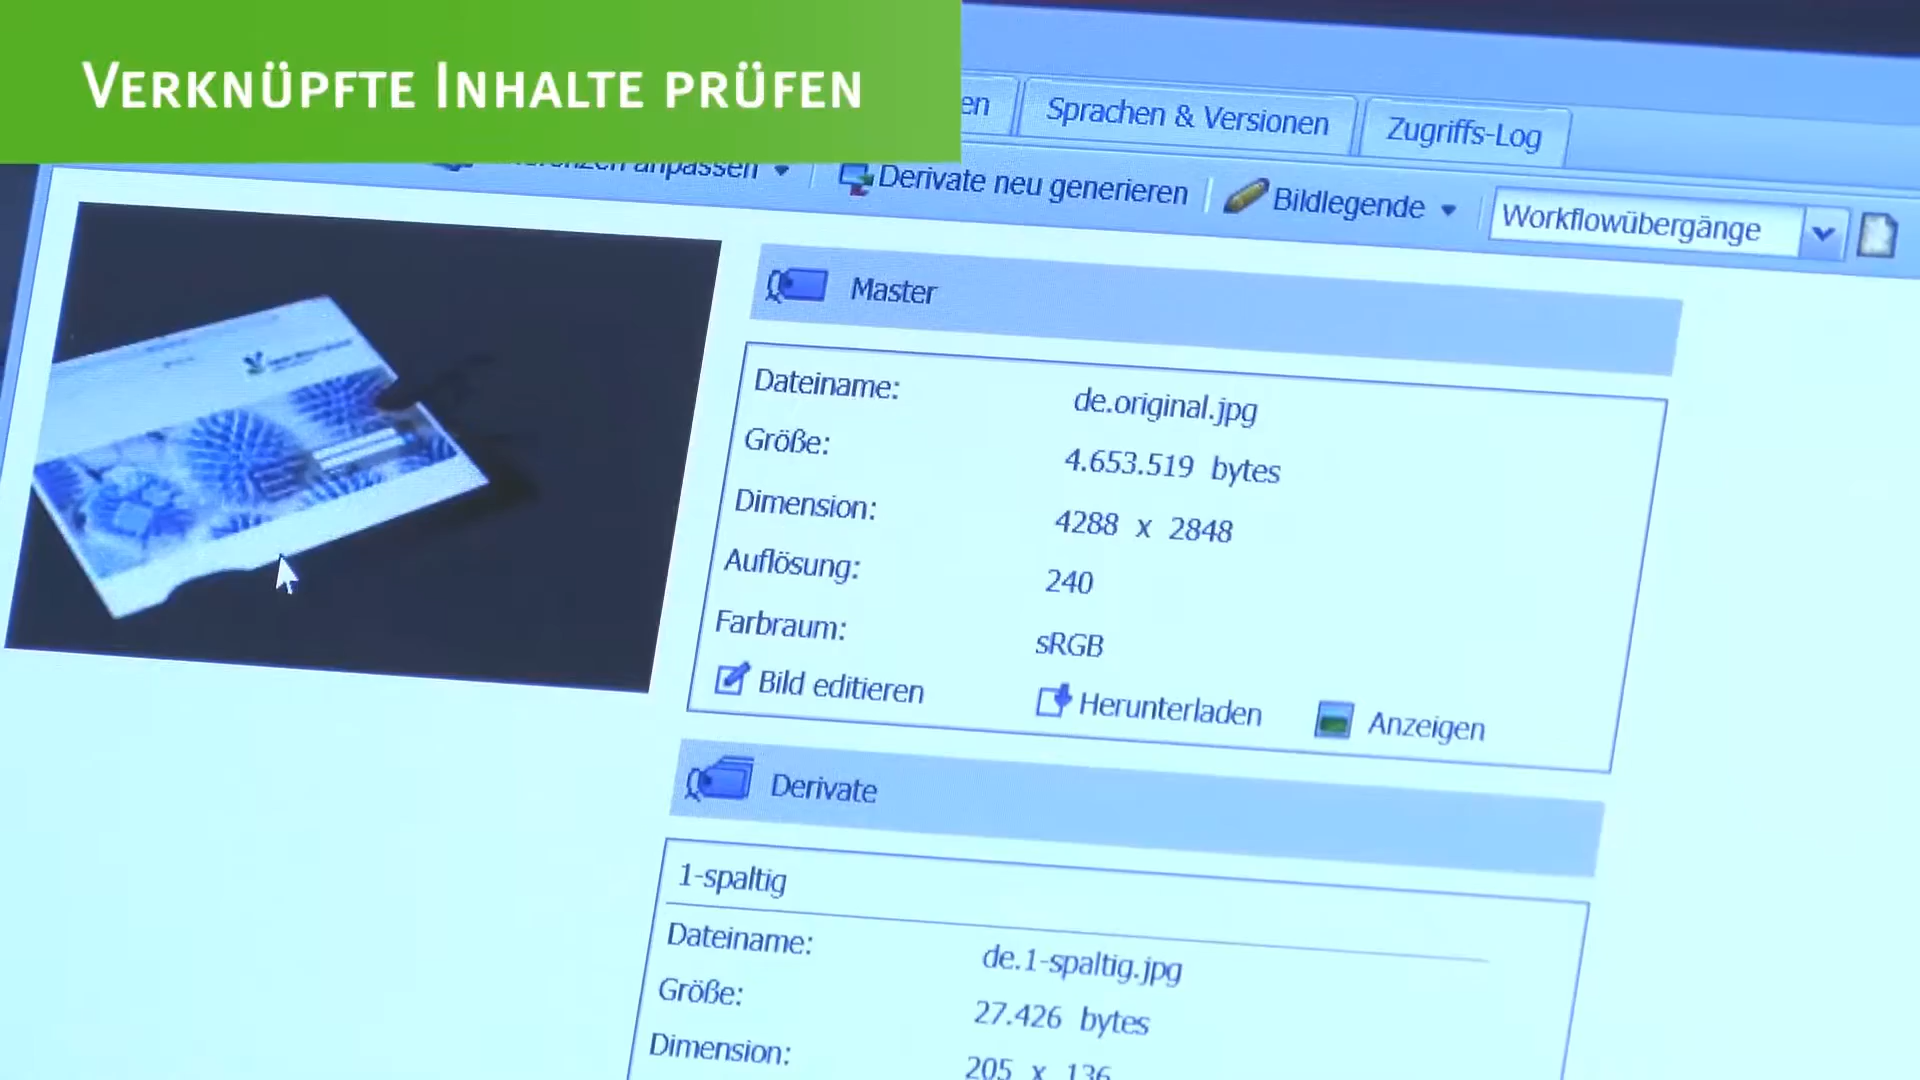 VERKNÜPFTE INHALTE PRÜFEN
en
Sprachen & Versionen
Zugriffs-Log
anpassen
Derivate neu generieren
Bildlegende
Workflowübergänge
Master
Dateiname: de.original.jpg
Größe: 4.653.519 bytes
Dimension: 4288 x 2848
Auflösung: 240
Farbraum: sRGB
Bild editieren Herunterladen Anzeigen
Derivate
1-spaltig
Dateiname: de.1-spaltig.jpg
Größe: 27.426 bytes
Dimension: 205 x 136